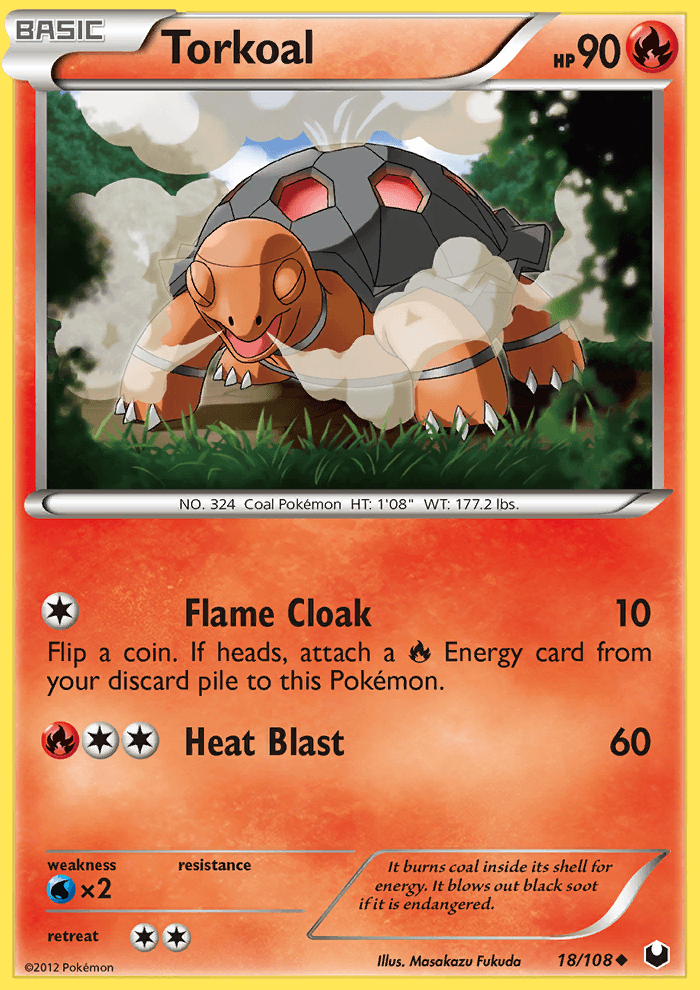 BASIC
Torkoal
HP90
NO. 324 Coal Pokémon HT: 1'08" WT: 177.2 lbs.
Flame Cloak 10
Flip a coin. If heads, attach a Energy card from
your discard pile to this Pokémon.
Heat Blast 60
weakness resistance
×2
retreat
It burns coal inside its shell for
energy. It blows out black soot
if it is endangered.
©2012 Pokémon
Illus. Masakazu Fukuda 18/108